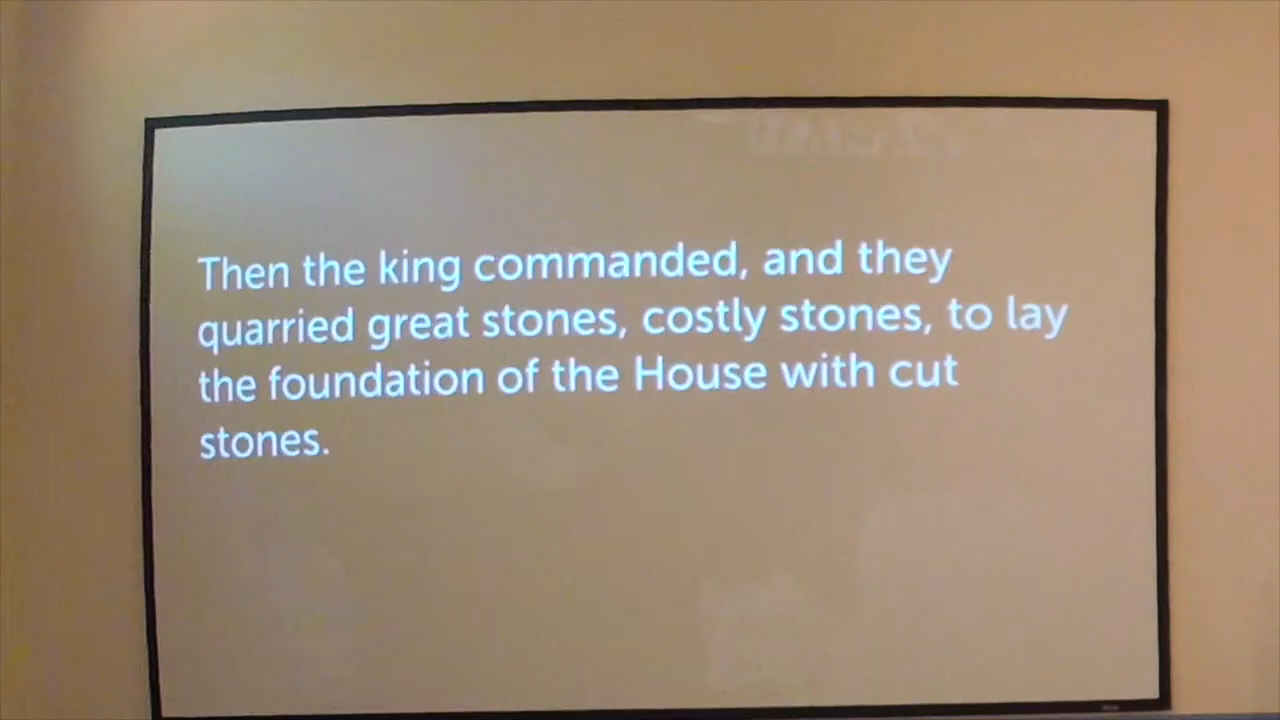 Then the king commanded, and they
quarried great stones, costly stones, to lay
the foundation of the House with cut
stones.